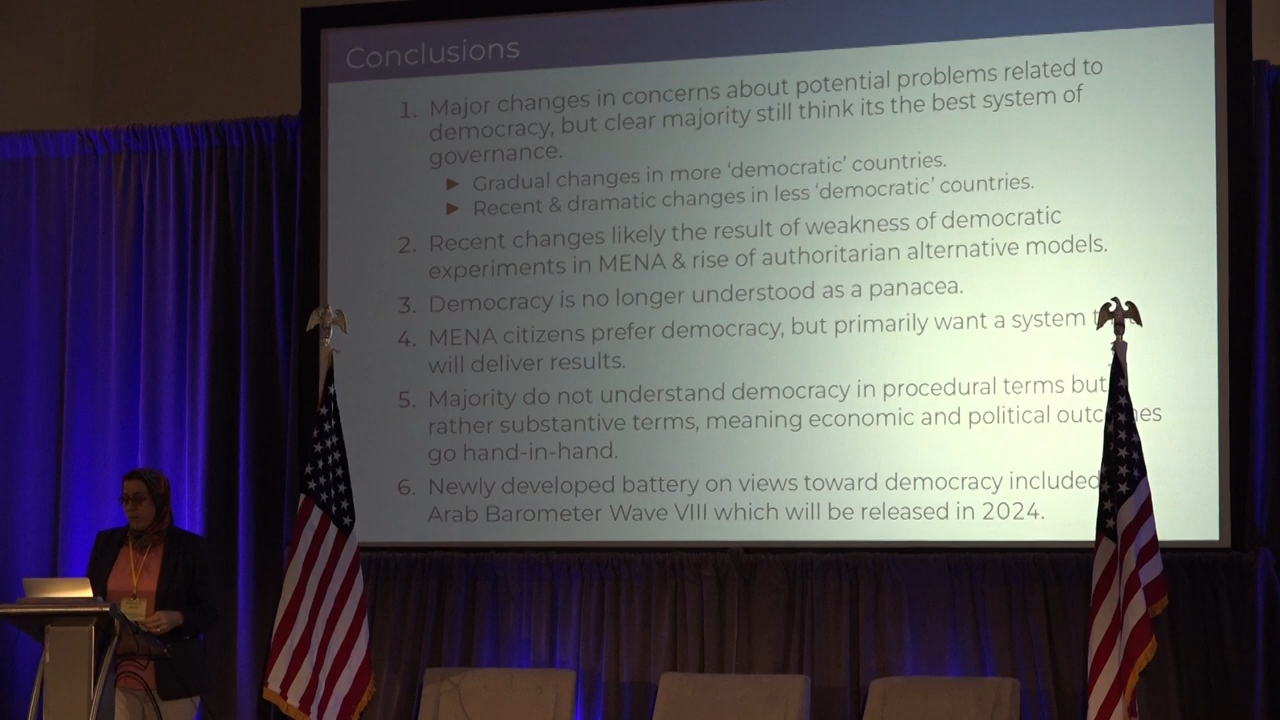 Conclusions
1. Major changes in concerns about potential problems related to
democracy, but clear majority still think its the best system of
governance.
► Gradual changes in more ‘democratic’ countries.
► Recent & dramatic changes in less ‘democratic’ countries.
2. Recent changes likely the result of weakness of democratic
experiments in MENA & rise of authoritarian alternative models.
3. Democracy is no longer understood as a panacea.
4. MENA citizens prefer democracy, but primarily want a system
will deliver results.
5. Majority do not understand democracy in procedural terms but
rather substantive terms, meaning economic and political outcomes
go hand-in-hand.
6. Newly developed battery on views toward democracy included
Arab Barometer Wave VIII which will be released in 2024.